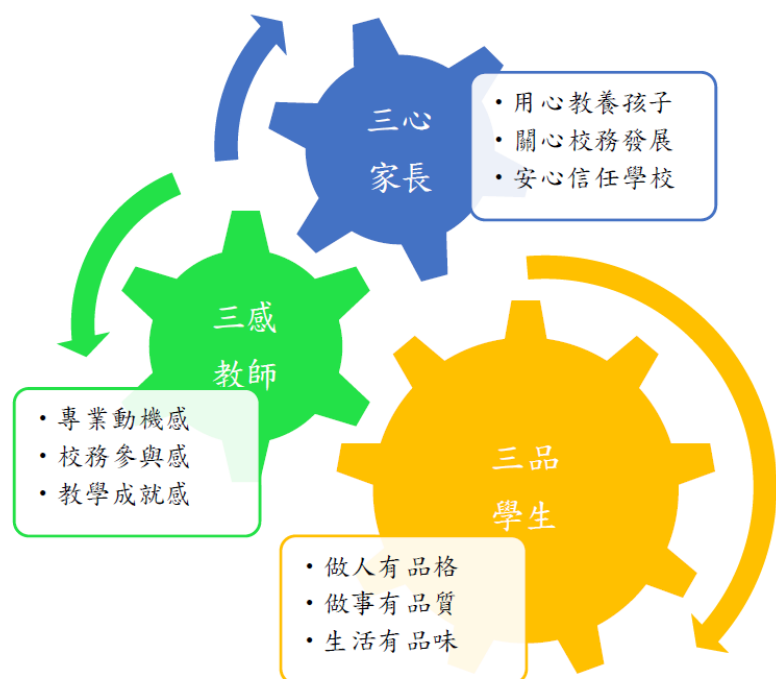 三心
家長
• 用心教養孩子
• 關心校務發展
• 安心信任學校
三感
教師
• 專業動機感
• 校務參與感
• 教學成就感
三品
學生
• 做人有品格
• 做事有品質
• 生活有品味